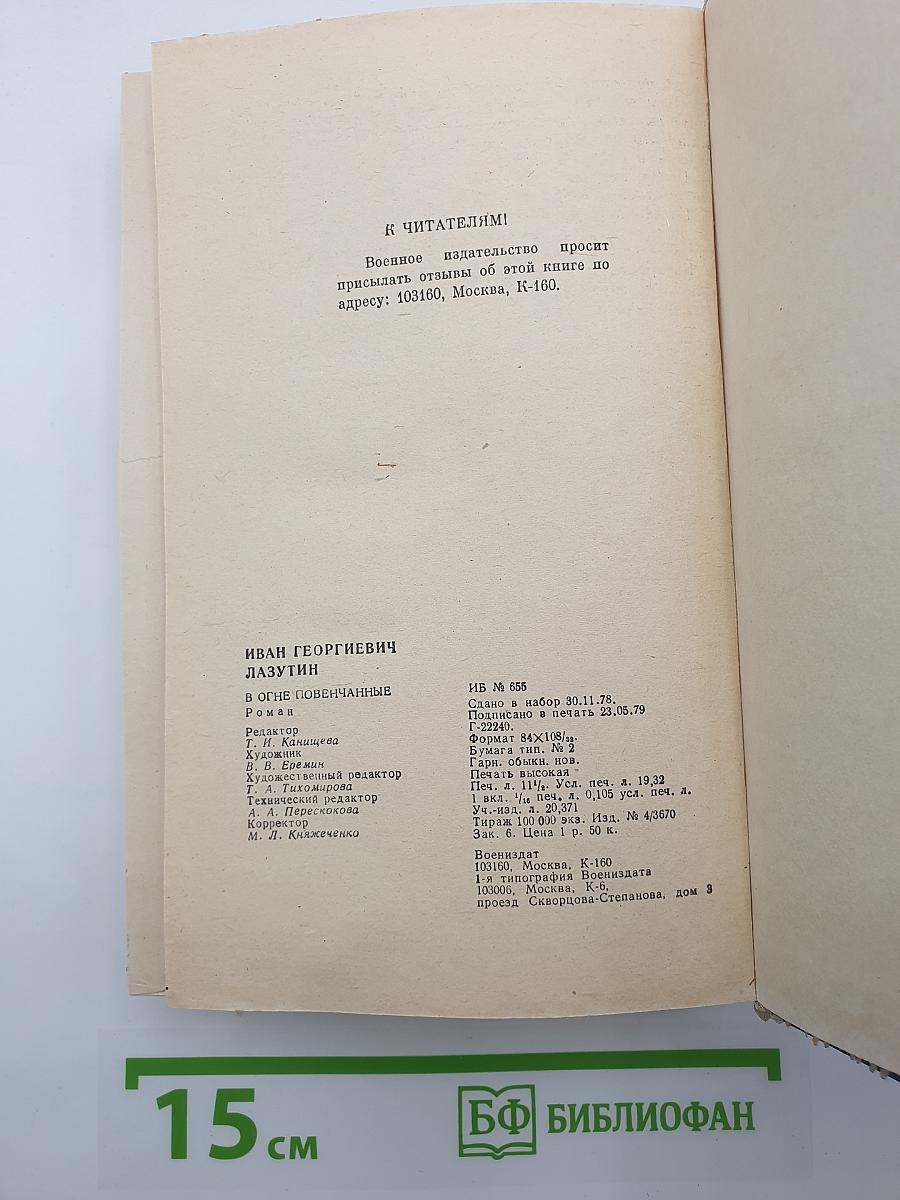 К ЧИТАТЕЛЯМ!
Военное издательство просит
присылать отзывы об этой книге по
адресу: 103160, Москва, К-160.
ИВАН ГЕОРГИЕВИЧ
ЛАЗУТИН
В ОГНЕ ПОВЕНЧАННЫЕ
Роман
Редактор
Т. И. Канищева
Художник
В. В. Еремин
Художественный редактор
Т. А. Тихомирова
Технический редактор
А. А. Перескокова
Корректор
М. Л. Княжеченко
ИБ № 655
Сдано в набор 30.11.78.
Подписано в печать 23.05.79
Г-22240.
Формат 84×108/₃₂.
Бумага тип. № 2
Гарн. обыкн. нов.
Печать высокая
Печ. л. 11¹/₂. Усл. печ. л. 19,32
1 вкл. ¹/₁₆ печ. л. 0,105 усл. печ. л.
Уч.-изд. л. 20,371
Тираж 100 000 экз. Изд. № 4/3670
Зак. 6. Цена 1 р. 50 к.
Воениздат
103160, Москва, К-160
1-я типография Воениздата
103006, Москва, К-6,
проезд Скворцова-Степанова, дом 3
15 см
БФ БИБЛИОФАН